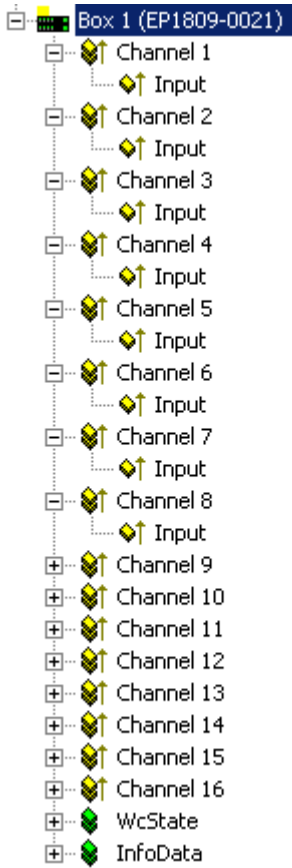 Box 1 (EP1809-0021)
Channel 1
Input
Channel 2
Input
Channel 3
Input
Channel 4
Input
Channel 5
Input
Channel 6
Input
Channel 7
Input
Channel 8
Input
Channel 9
Channel 10
Channel 11
Channel 12
Channel 13
Channel 14
Channel 15
Channel 16
WcState
InfoData